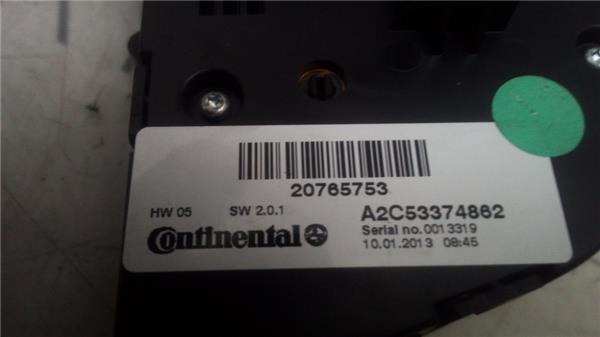 20765753
HW 05 SW 2.0.1 A2C53374862
Serial no.0013319
Continental
10.01.2013 08:45